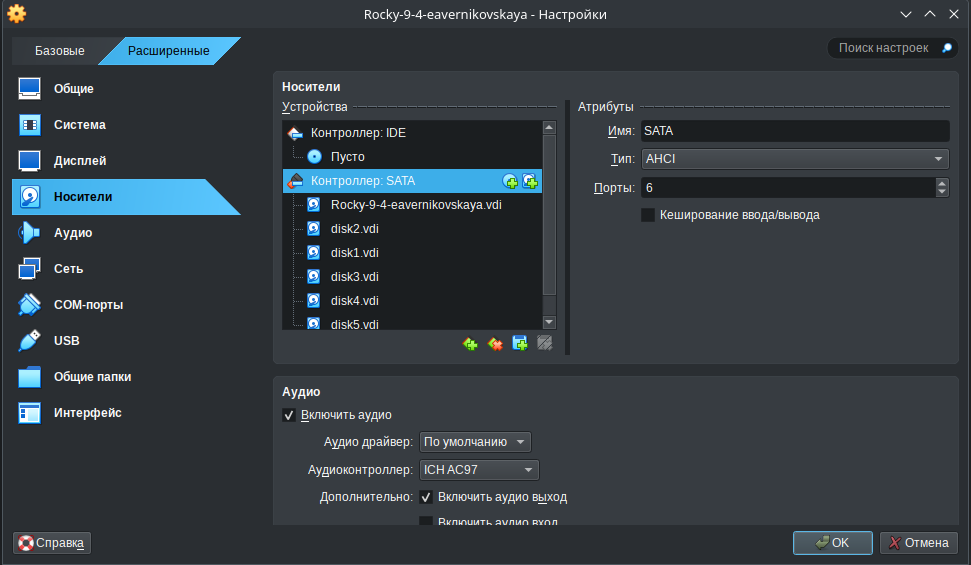 Rocky-9-4-eavernikovskaya - Настройки
Базовые
Расширенные
Поиск настроек
Общие
Система
Дисплей
Носители
Аудио
Сеть
COM-порты
USB
Общие папки
Интерфейс
Носители
Устройства
Контроллер: IDE
Пусто
Контроллер: SATA
Rocky-9-4-eavernikovskaya.vdi
disk2.vdi
disk1.vdi
disk3.vdi
disk4.vdi
disk5.vdi
Атрибуты
Имя: SATA
Тип: AHCI
Порты: 6
Кеширование ввода/вывода
Аудио
Включить аудио
Аудио драйвер: По умолчанию
Аудиоконтроллер: ICH AC97
Дополнительно: Включить аудио выход
Включить аудио вход
Справка
OK
Отмена